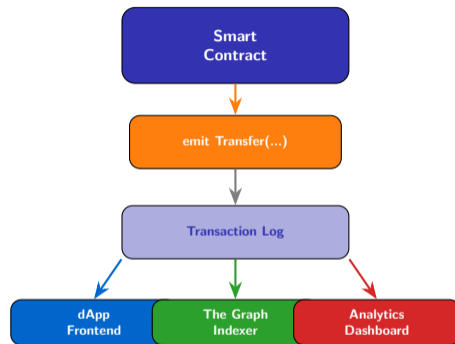 Smart
Contract
emit Transfer(...)
Transaction Log
dApp
Frontend
The Graph
Indexer
Analytics
Dashboard